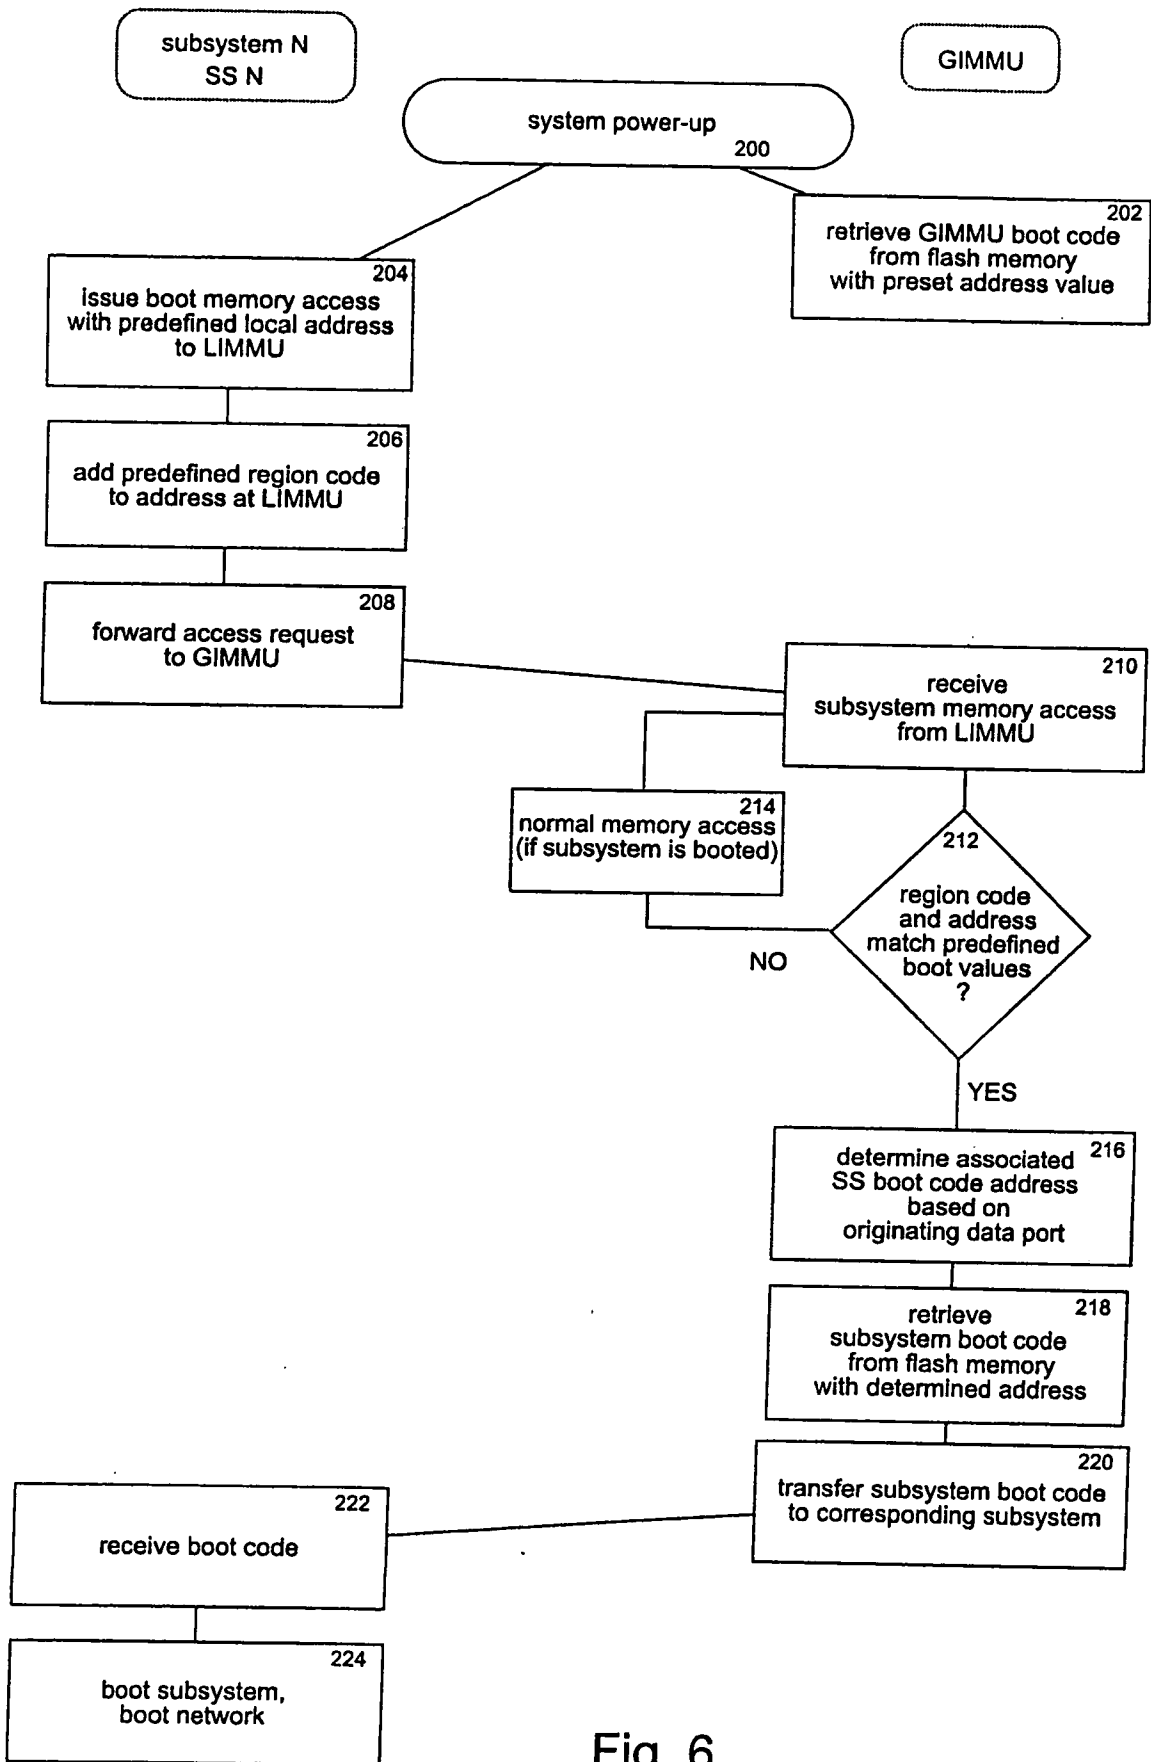 subsystem N
SS N
GIMMU
system power-up
200
202
retrieve GIMMU boot code
from flash memory
with preset address value
204
issue boot memory access
with predefined local address
to LIMMU
206
add predefined region code
to address at LIMMU
208
forward access request
to GIMMU
210
receive
subsystem memory access
from LIMMU
214
normal memory access
(if subsystem is booted)
212
region code
and address
match predefined
boot values
?
NO
YES
216
determine associated
SS boot code address
based on
originating data port
218
retrieve
subsystem boot code
from flash memory
with determined address
220
transfer subsystem boot code
to corresponding subsystem
222
receive boot code
224
boot subsystem,
boot network
Fig. 6